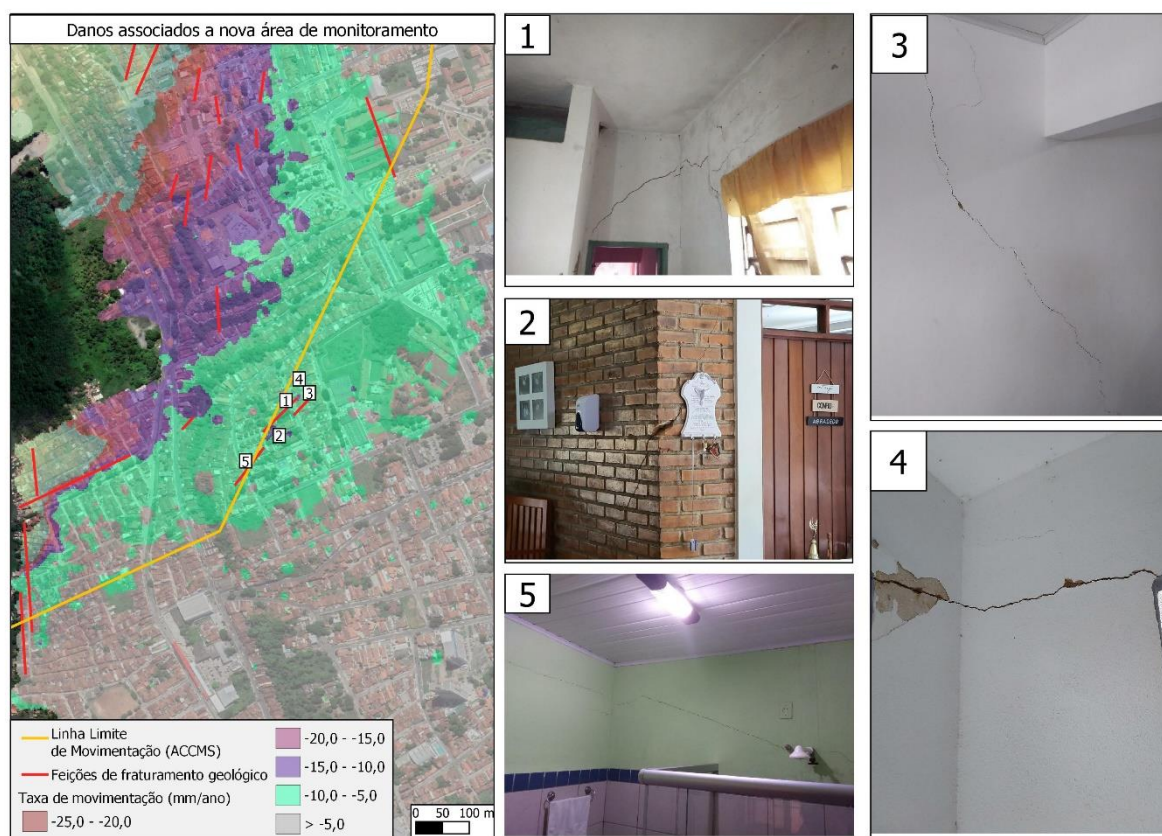 Danos associados a nova área de monitoramento
4
1
3
2
5
Linha Limite
de Movimentação (ACCMS)
Feições de fraturamento geológico
Taxa de movimentação (mm/ano)
-25,0 - -20,0
-20,0 - -15,0
-15,0 - -10,0
-10,0 - -5,0
> -5,0
0 50 100 m
1
2
5
3
4